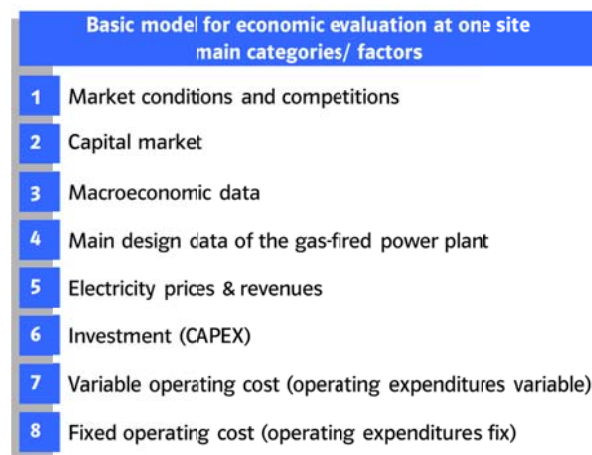 Basic model for economic evaluation at one site
main categories/ factors
1 Market conditions and competitions
2 Capital market
3 Macroeconomic data
4 Main design data of the gas-fired power plant
5 Electricity prices & revenues
6 Investment (CAPEX)
7 Variable operating cost (operating expenditures variable)
8 Fixed operating cost (operating expenditures fix)